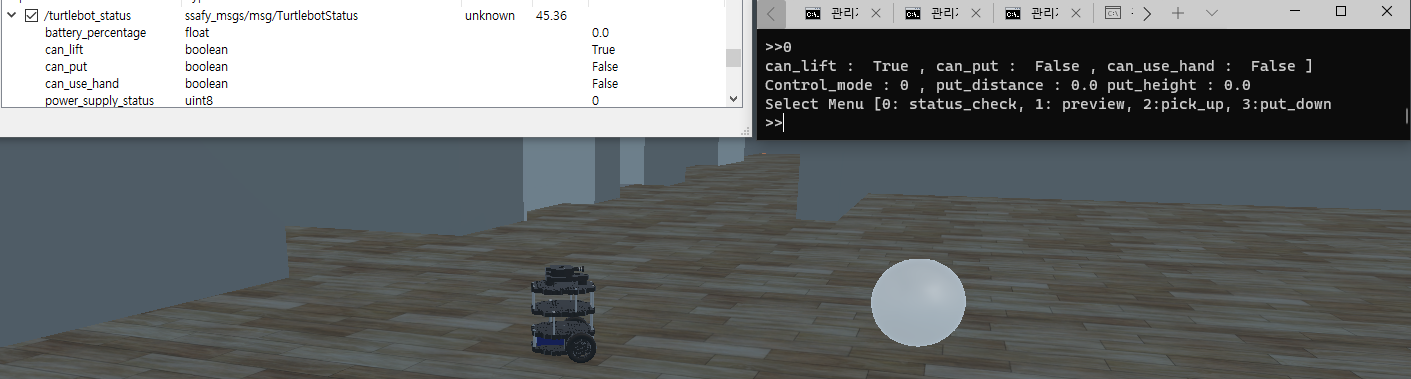 /turtlebot_status ssafy_msgs/msg/TurtlebotStatus unknown 45.36
battery_percentage float 0.0
can_lift boolean True
can_put boolean False
can_use_hand boolean False
power_supply_status uint8 0
관리 관리 관리
>>0
can_lift :  True , can_put :  False , can_use_hand :  False ]
Control_mode : 0 , put_distance : 0.0 put_height : 0.0
Select Menu [0: status_check, 1: preview, 2:pick_up, 3:put_down
>>